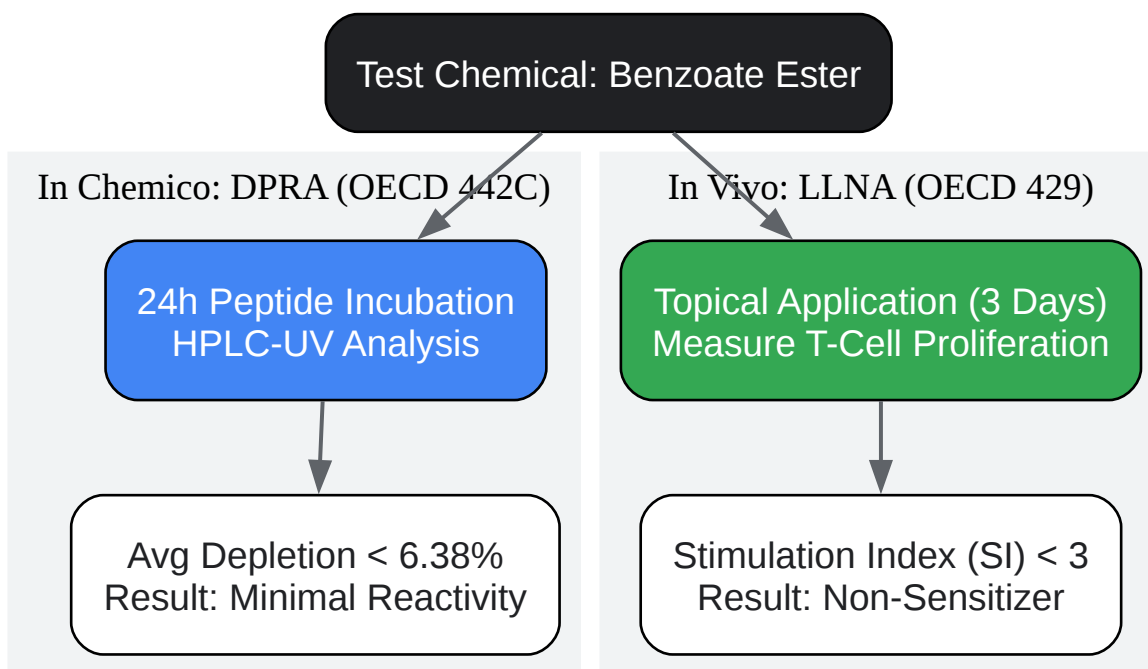 Test Chemical: Benzoate Ester
In Chemico: DPRA (OECD 442C)
24h Peptide Incubation
HPLC-UV Analysis
Avg Depletion < 6.38%
Result: Minimal Reactivity
In Vivo: LLNA (OECD 429)
Topical Application (3 Days)
Measure T-Cell Proliferation
Stimulation Index (SI) < 3
Result: Non-Sensitizer